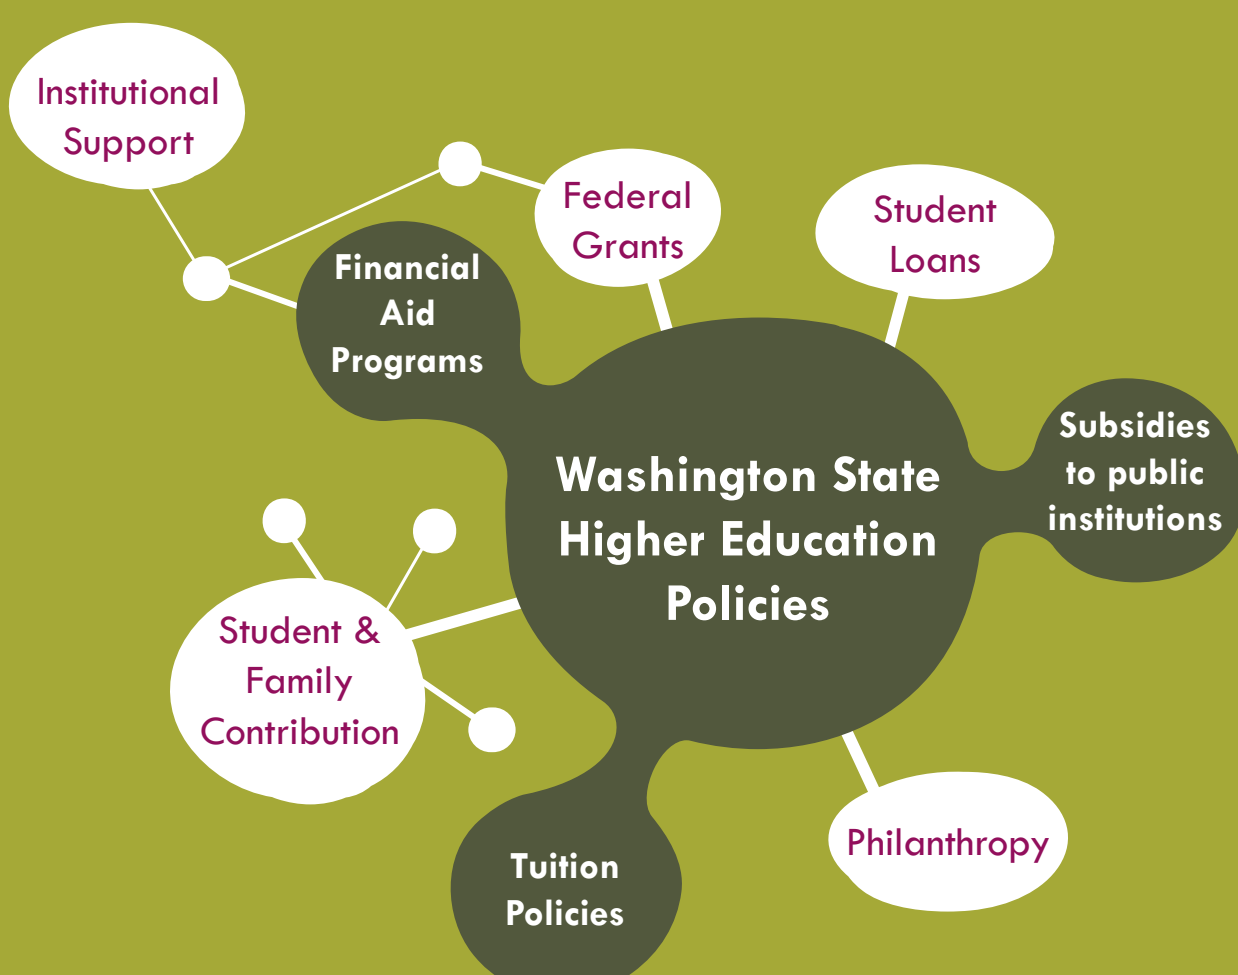 Institutional
Support
Federal
Grants
Student
Loans
Financial
Aid
Programs
Subsidies
to public
institutions
Washington State
Higher Education
Policies
Student &
Family
Contribution
Philanthropy
Tuition
Policies